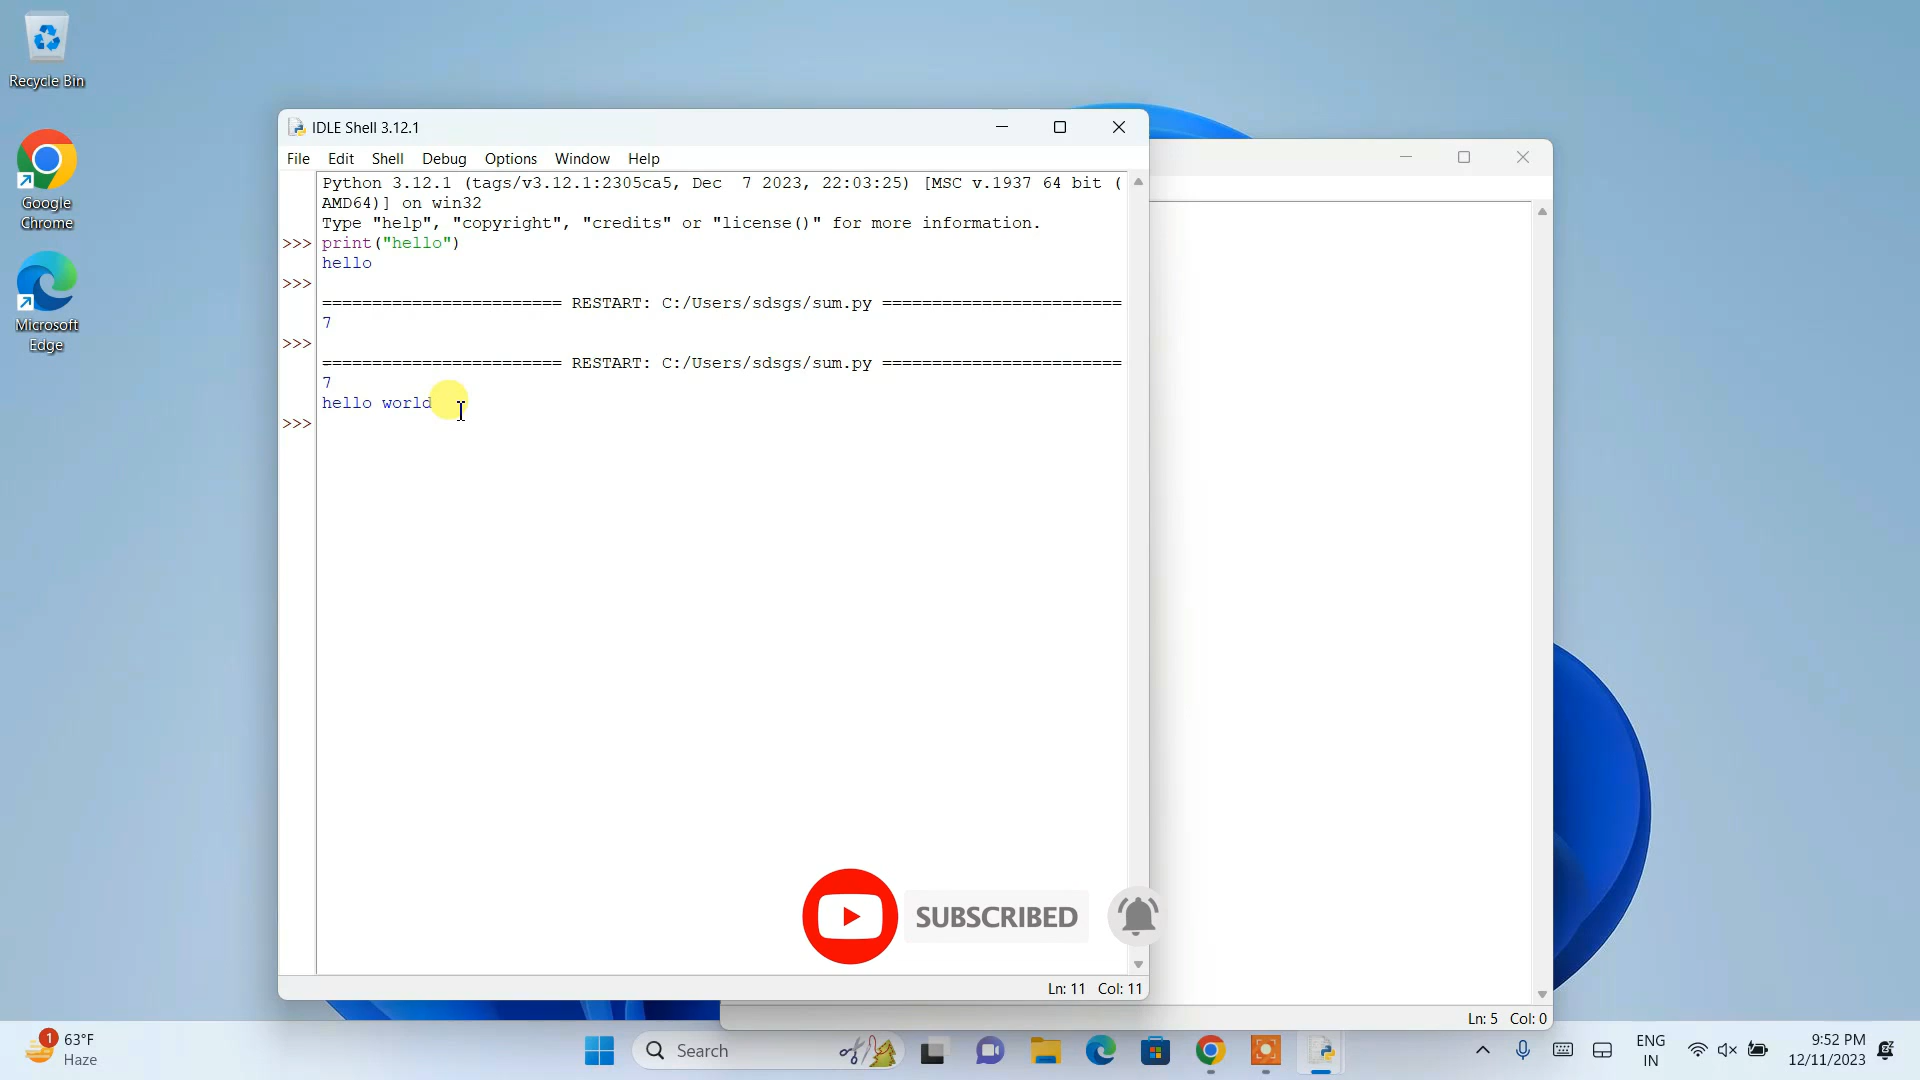 Recycle Bin
Google
Chrome
Microsoft
Edge
IDLE Shell 3.12.1
File Edit Shell Debug Options Window Help
Python 3.12.1 (tags/v3.12.1:2305ca5, Dec  7 2023, 22:03:25) [MSC v.1937 64 bit (
AMD64)] on win32
Type "help", "copyright", "credits" or "license()" for more information.
>>> print("hello")
hello
>>>
======================== RESTART: C:/Users/sdsgs/sum.py ========================
7
>>>
======================== RESTART: C:/Users/sdsgs/sum.py ========================
7
hello world
>>>
SUBSCRIBED
Ln: 11 Col: 11
Ln: 5 Col: 0
1
63°F
Haze
Search
ENG
IN
9:52 PM
12/11/2023